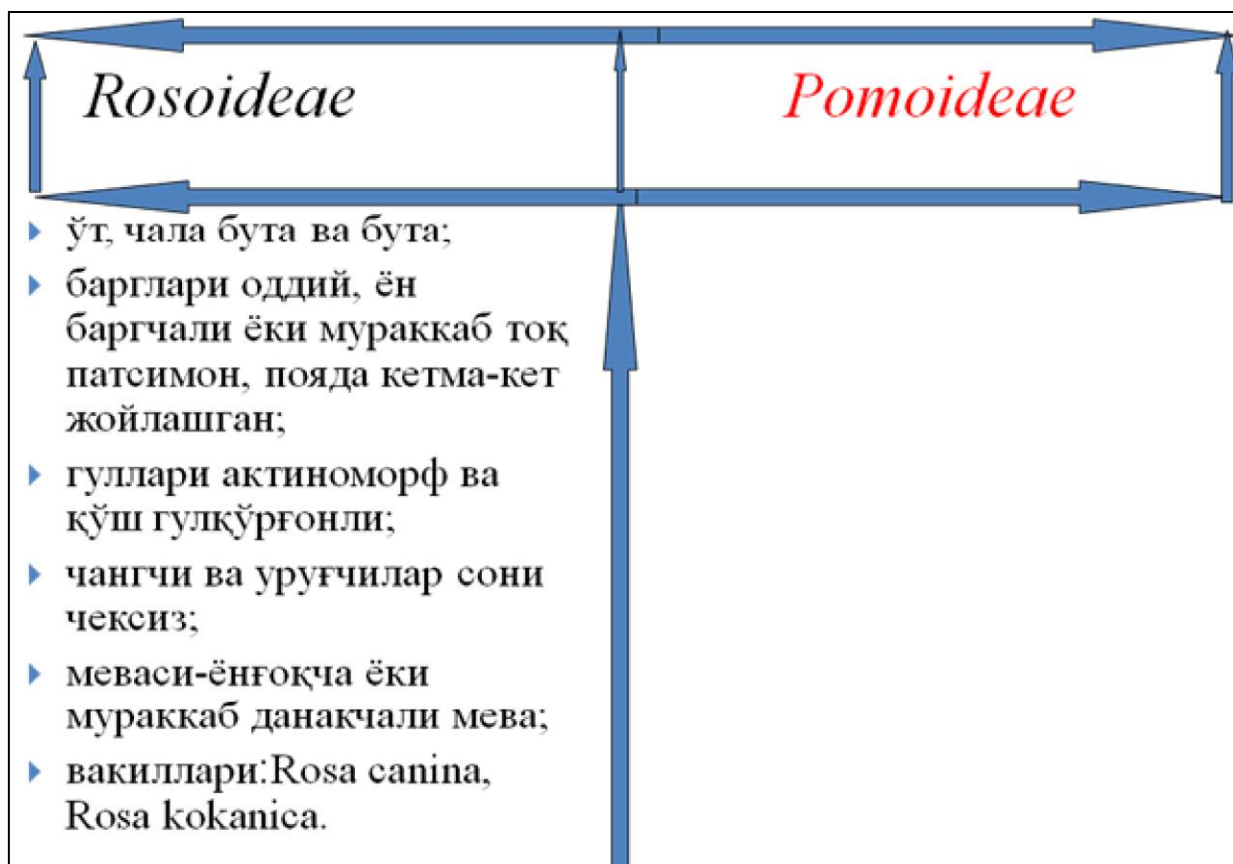 Rosoideae
Pomoideae
ўт, чала бута ва бута;
барглари оддий, ён
баргчали ёки мураккаб тоқ
патсимон, пояда кетма-кет
жойлашган;
гуллари актиноморф ва
қўш гулқўрғонли;
чангчи ва уруғчилар сони
чексиз;
меваси-ёнғоқча ёки
мураккаб данакчали мева;
вакиллари:Rosa canina,
Rosa kokanica.